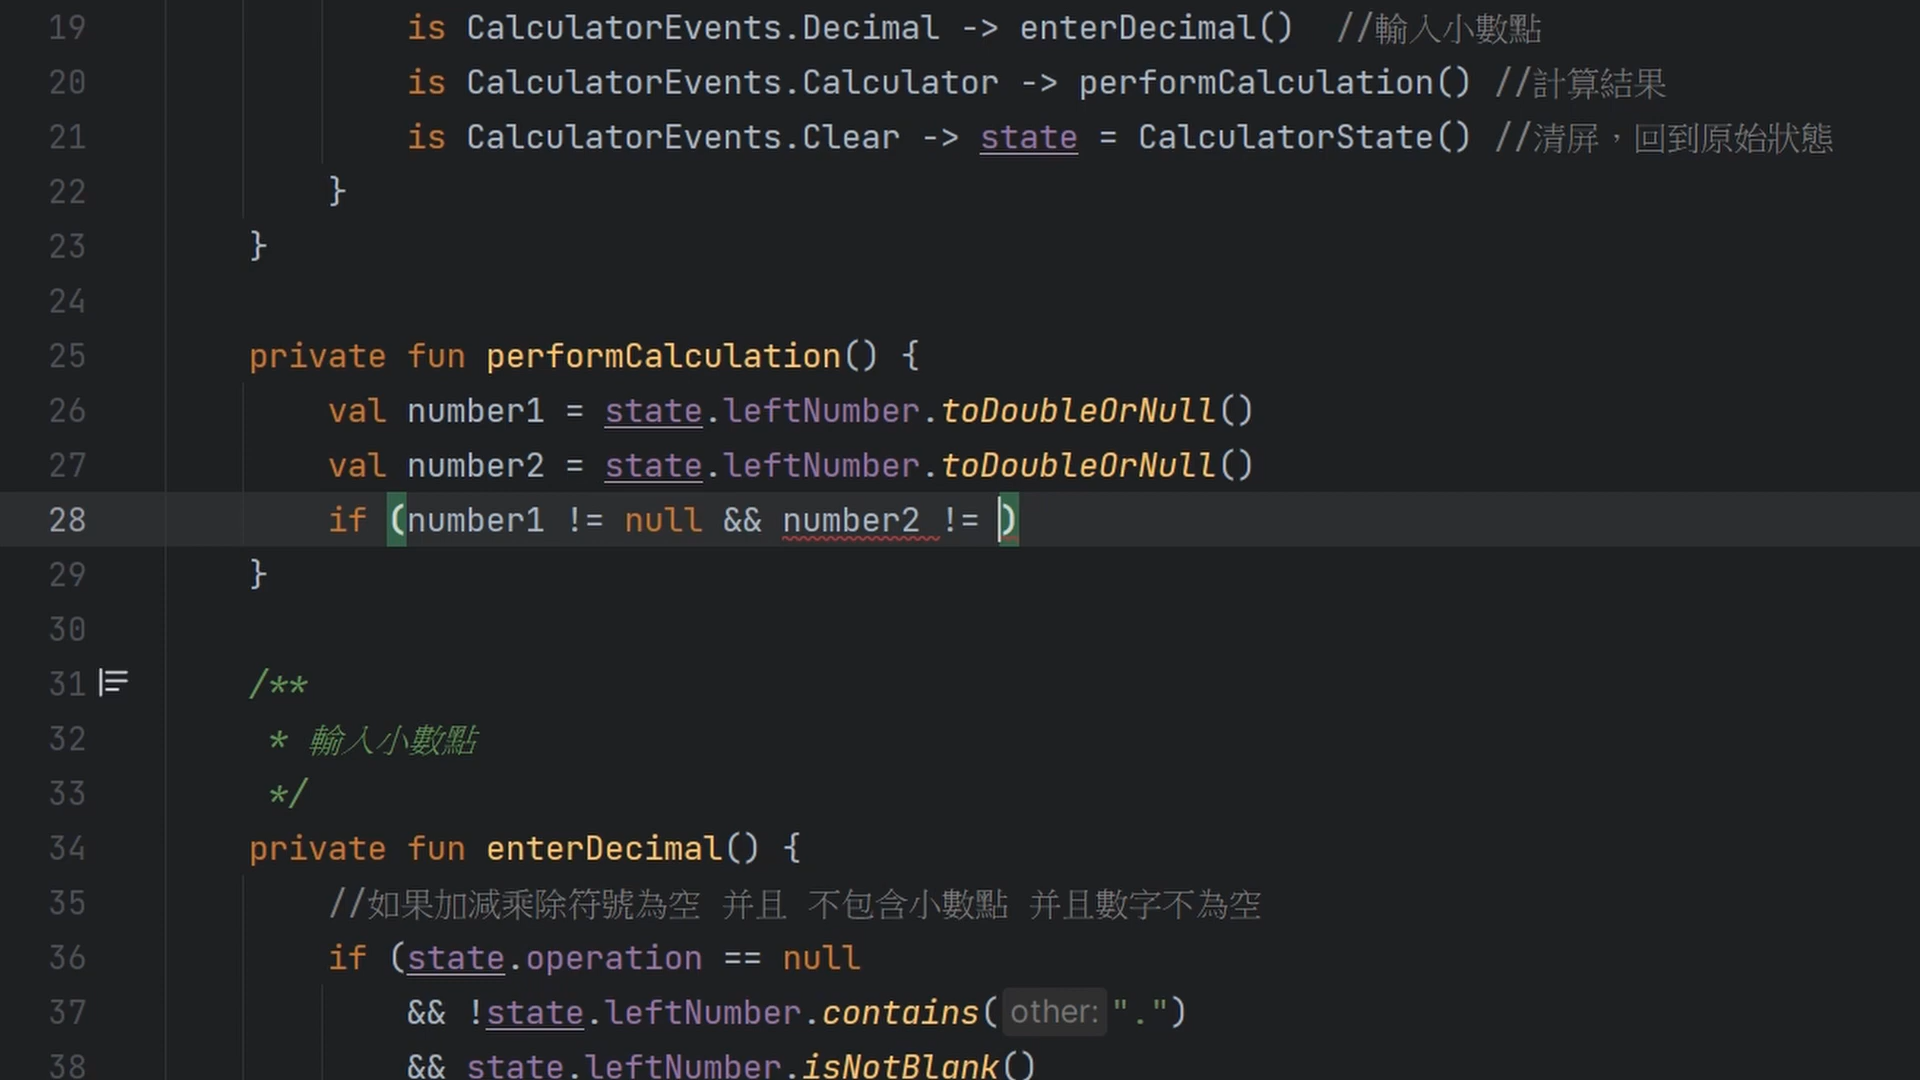 19 is CalculatorEvents.Decimal -> enterDecimal() //輸入小數點
20 is CalculatorEvents.Calculator -> performCalculation() //計算結果
21 is CalculatorEvents.Clear -> state = CalculatorState() //清屏，回到原始狀態
22 }
23 }
24
25 private fun performCalculation() {
26 val number1 = state.leftNumber.toDoubleOrNull()
27 val number2 = state.leftNumber.toDoubleOrNull()
28 if (number1 != null && number2 != )
29 }
30
31 /**
32 * 輸入小數點
33 */
34 private fun enterDecimal() {
35 //如果加減乘除符號為空 并且 不包含小數點 并且數字不為空
36 if (state.operation == null
37 && !state.leftNumber.contains( other: ".")
38 && state.leftNumber.isNotBlank()